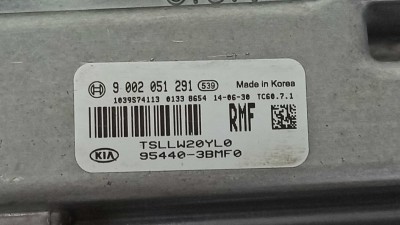 9 002 051 291 539 Made in Korea
1039S74113 0133 B654 14-06-30 TC60.7.1
RMF
TSLLW20YL0
KIA 95440-3BMF0